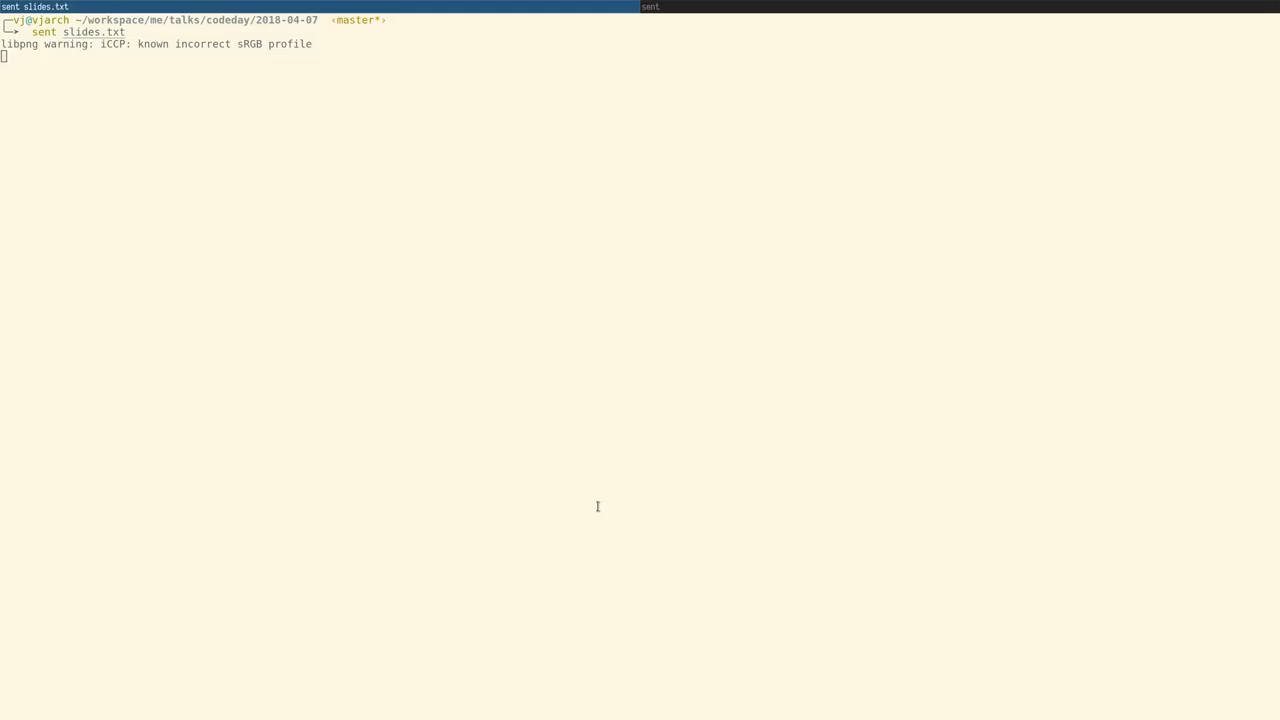 sent slides.txt
sent
vj@vjarch ~/workspace/me/talks/codeday/2018-04-07 ‹master*›
sent slides.txt
libpng warning: iCCP: known incorrect sRGB profile